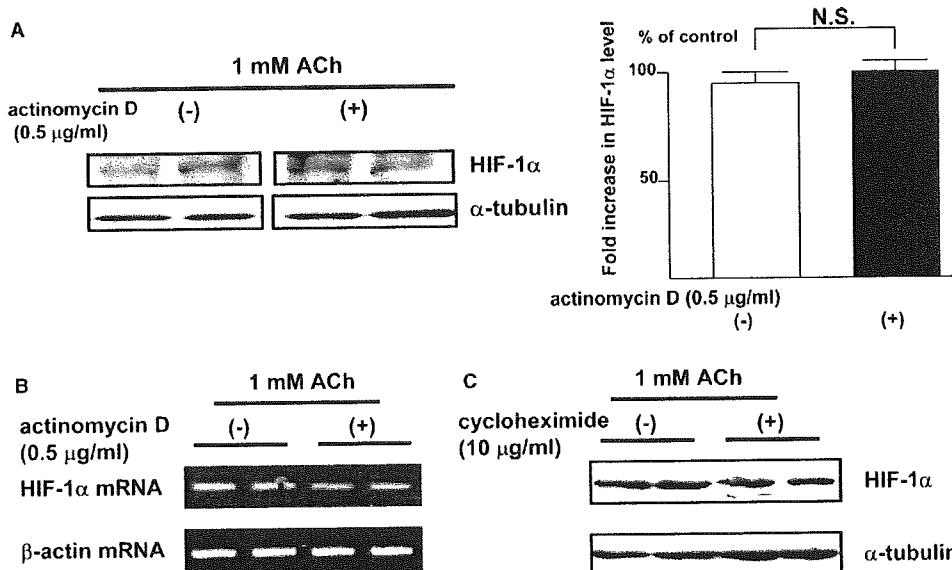 A
1 mM ACh
actinomycin D (-) (+)
(0.5 μg/ml)
HIF-1α
α-tubulin
N.S.
% of control
Fold increase in HIF-1α level
100
50
actinomycin D (0.5 μg/ml)
(-) (+)
B
1 mM ACh
actinomycin D (-) (+)
(0.5 μg/ml)
HIF-1α mRNA
β-actin mRNA
C
1 mM ACh
cycloheximide (-) (+)
(10 μg/ml)
HIF-1α
α-tubulin